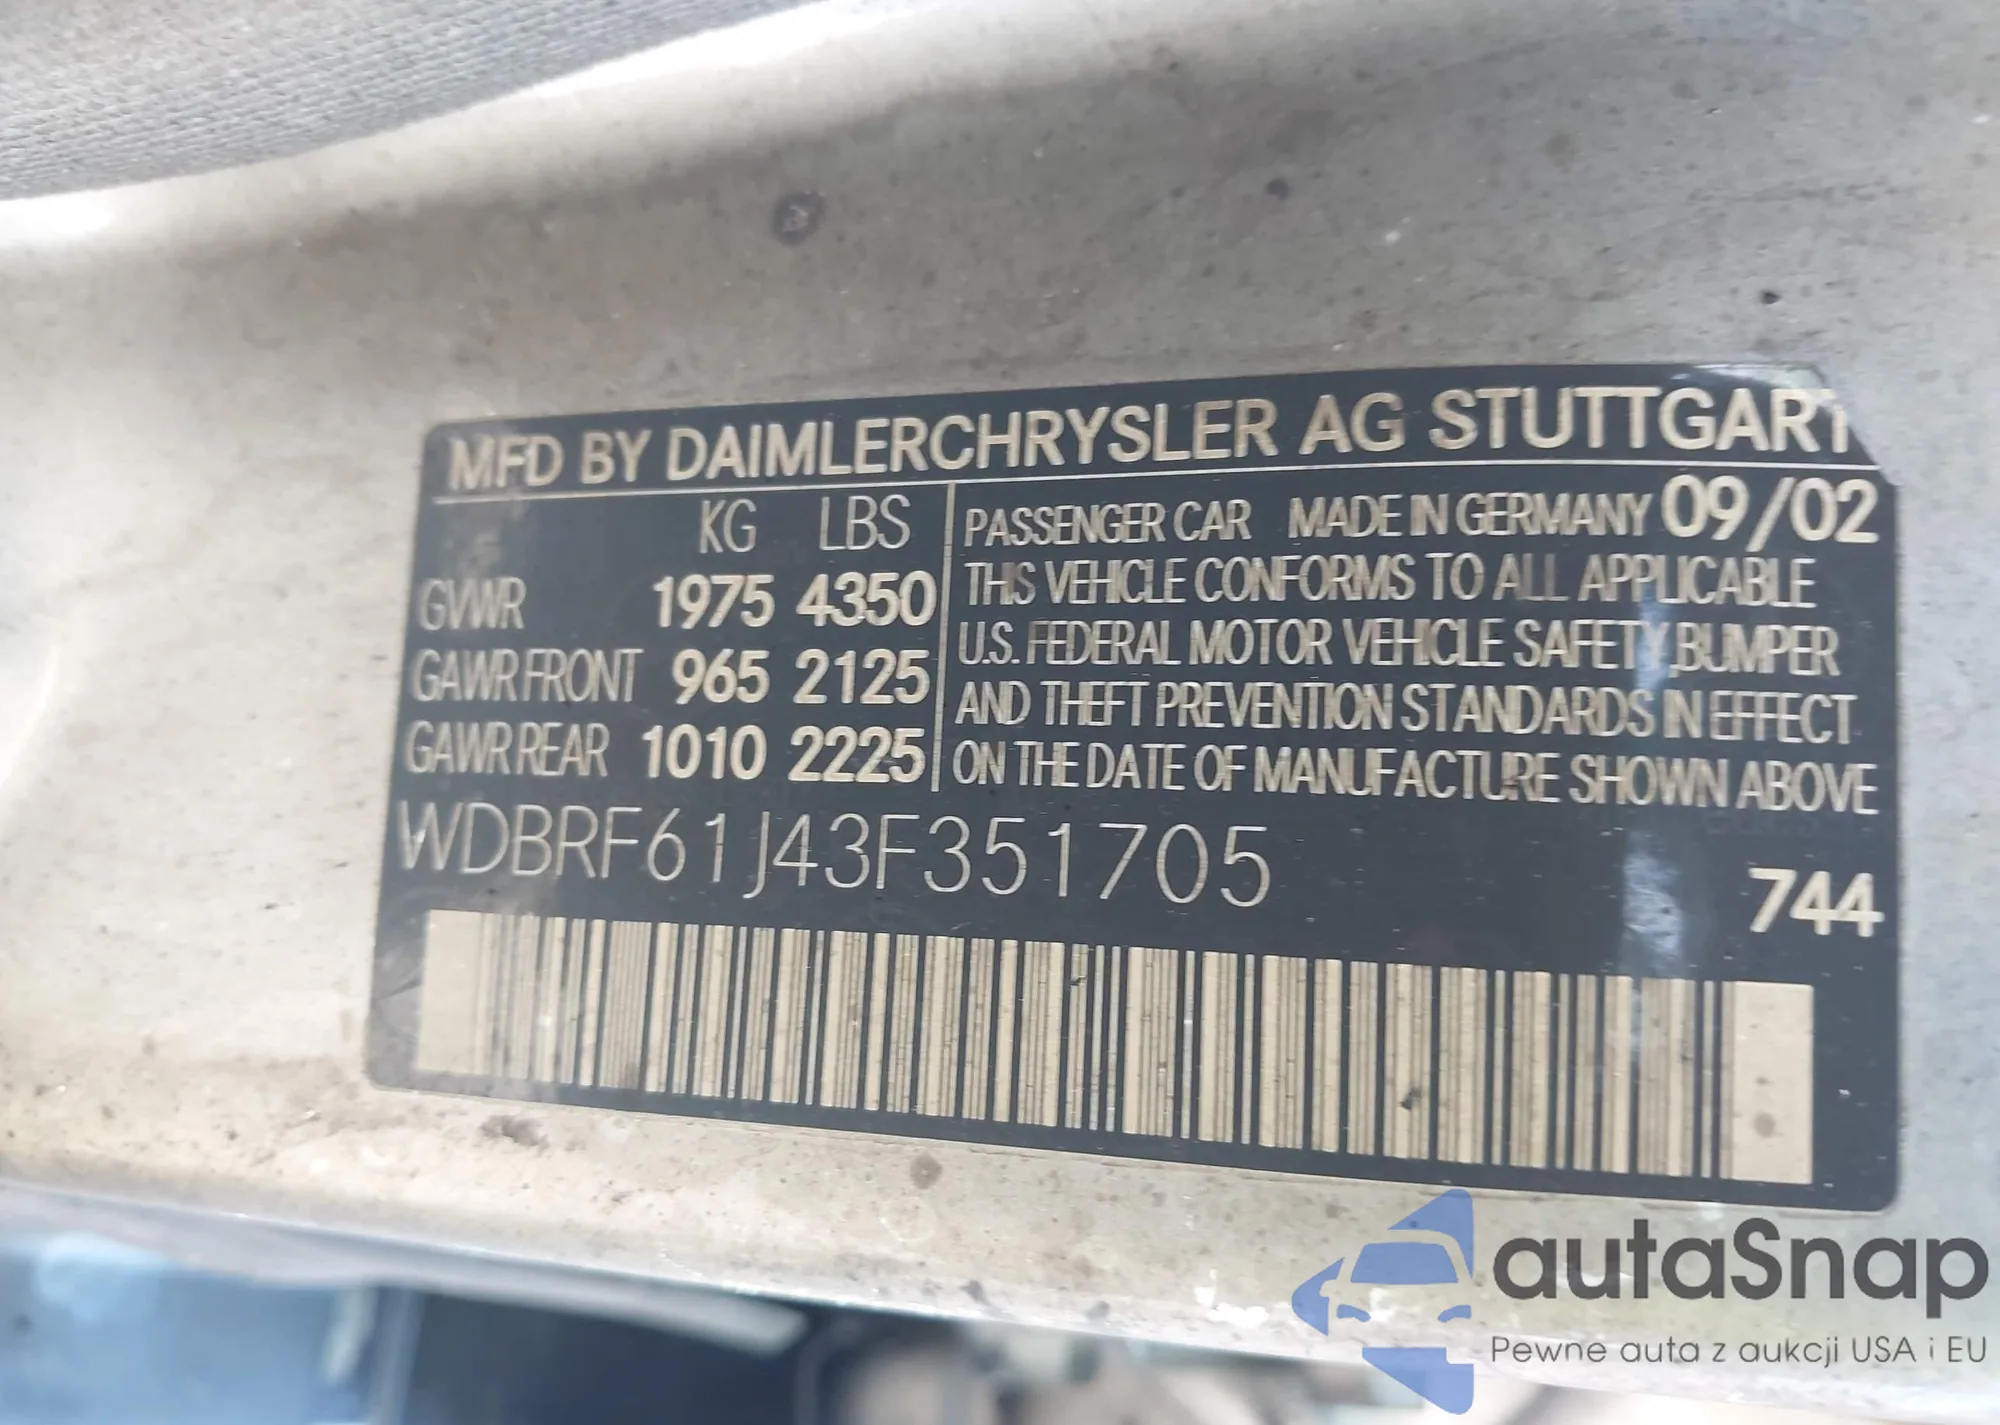 MFD BY DAIMLERCHRYSLER AG STUTTGART
KG LBS
GVWR 1975 4350
GAWR FRONT 965 2125
GAWR REAR 1010 2225
PASSENGER CAR MADE IN GERMANY 09/02
THIS VEHICLE CONFORMS TO ALL APPLICABLE
U.S. FEDERAL MOTOR VEHICLE SAFETY, BUMPER
AND THEFT PREVENTION STANDARDS IN EFFECT
ON THE DATE OF MANUFACTURE SHOWN ABOVE
WDBRF61J43F351705
744
autaSnap
Pewne auta z aukcji USA i EU